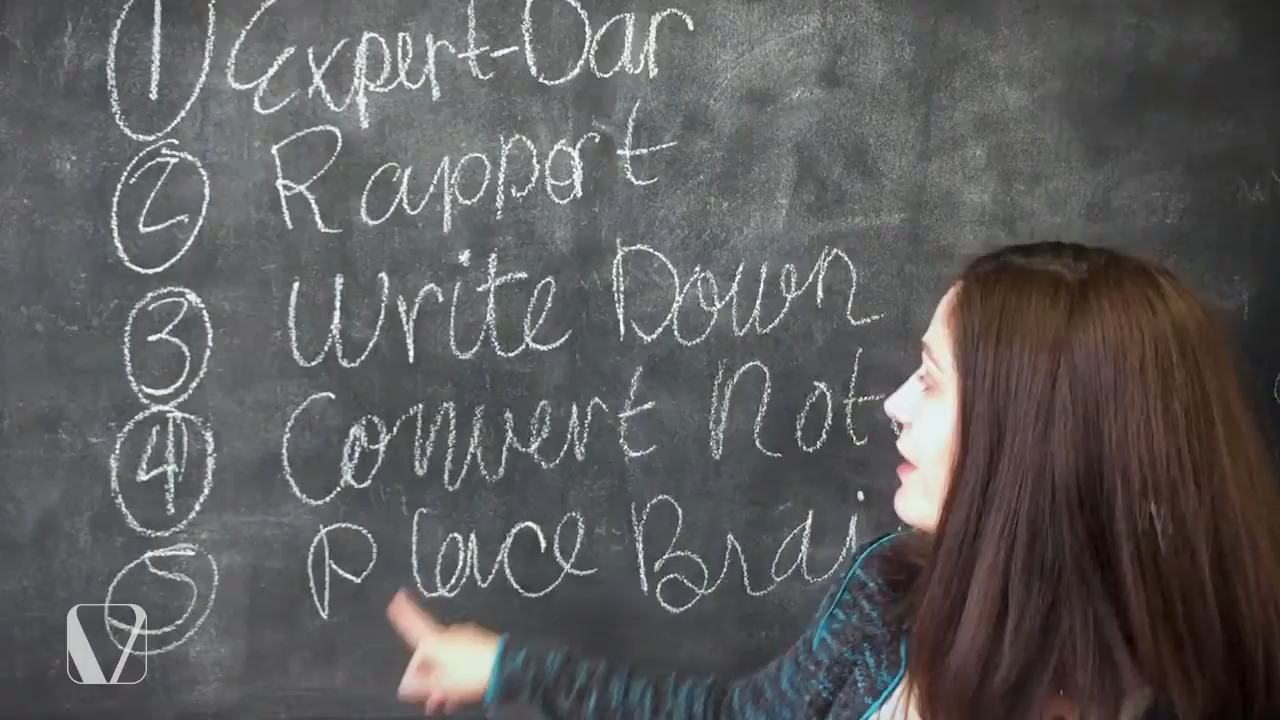 1 Expert-Dar
2 Rapport
3 Write Down
4 Convert Not
5 Place Brai
V